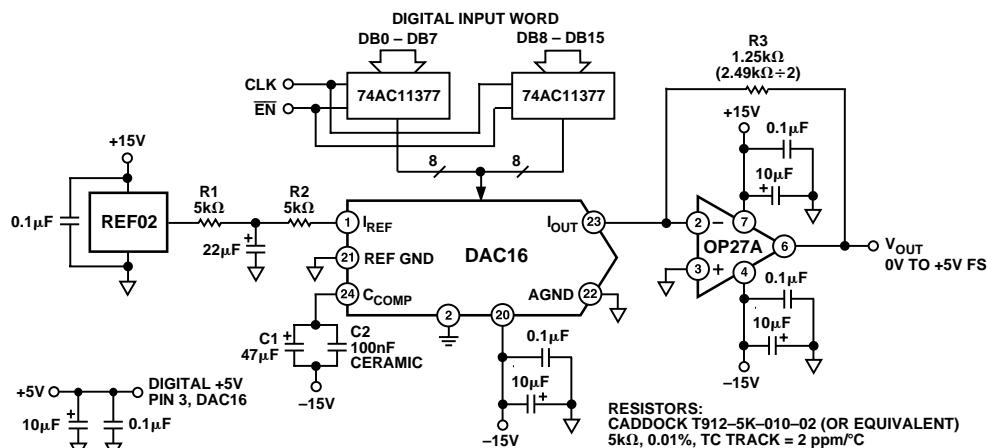 DIGITAL INPUT WORD
DB0 – DB7
DB8 – DB15
CLK
EN
74AC11377
74AC11377
8
8
R3
1.25kΩ
(2.49kΩ÷2)
+15V
0.1μF
REF02
R1
5kΩ
R2
5kΩ
22μF
1
IREF
21
REF GND
24
CCOMP
DAC16
IOUT
23
AGND
22
2
20
C1
47μF
C2
100nF
CERAMIC
–15V
0.1μF
10μF
–15V
+15V
0.1μF
10μF
2
–
7
OP27A
6
3
+
4
VOUT
0V TO +5V FS
0.1μF
10μF
–15V
+5V
DIGITAL +5V
PIN 3, DAC16
10μF
0.1μF
RESISTORS:
CADDOCK T912–5K–010–02 (OR EQUIVALENT)
5kΩ, 0.01%, TC TRACK = 2 ppm/°C